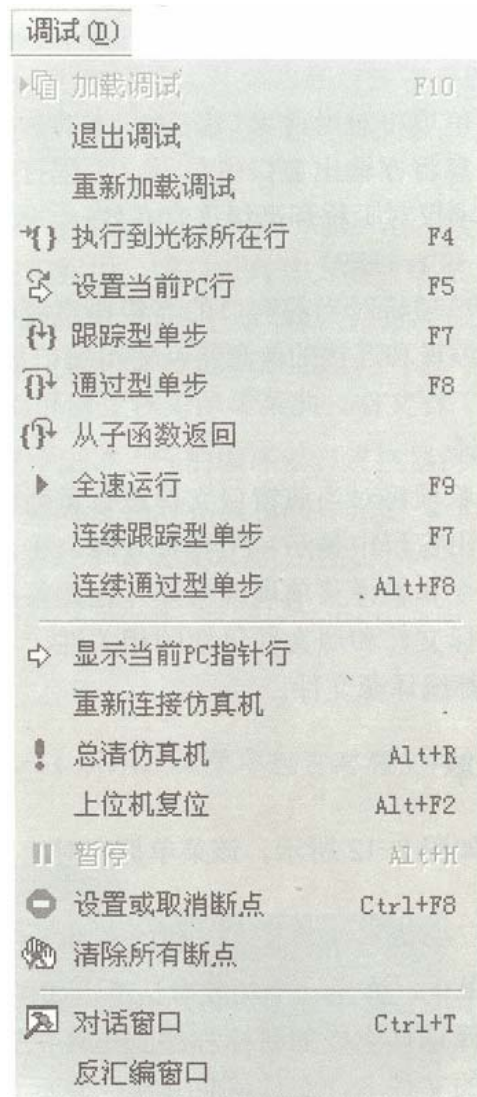 调试(D)
加载调试 F10
退出调试
重新加载调试
执行到光标所在行 F4
设置当前PC行 F5
跟踪型单步 F7
通过型单步 F8
从子函数返回
全速运行 F9
连续跟踪型单步 F7
连续通过型单步 Alt+F8
显示当前PC指针行
重新连接仿真机
总清仿真机 Alt+R
上位机复位 Alt+F2
暂停 Alt+H
设置或取消断点 Ctrl+F8
清除所有断点
对话窗口 Ctrl+T
反汇编窗口